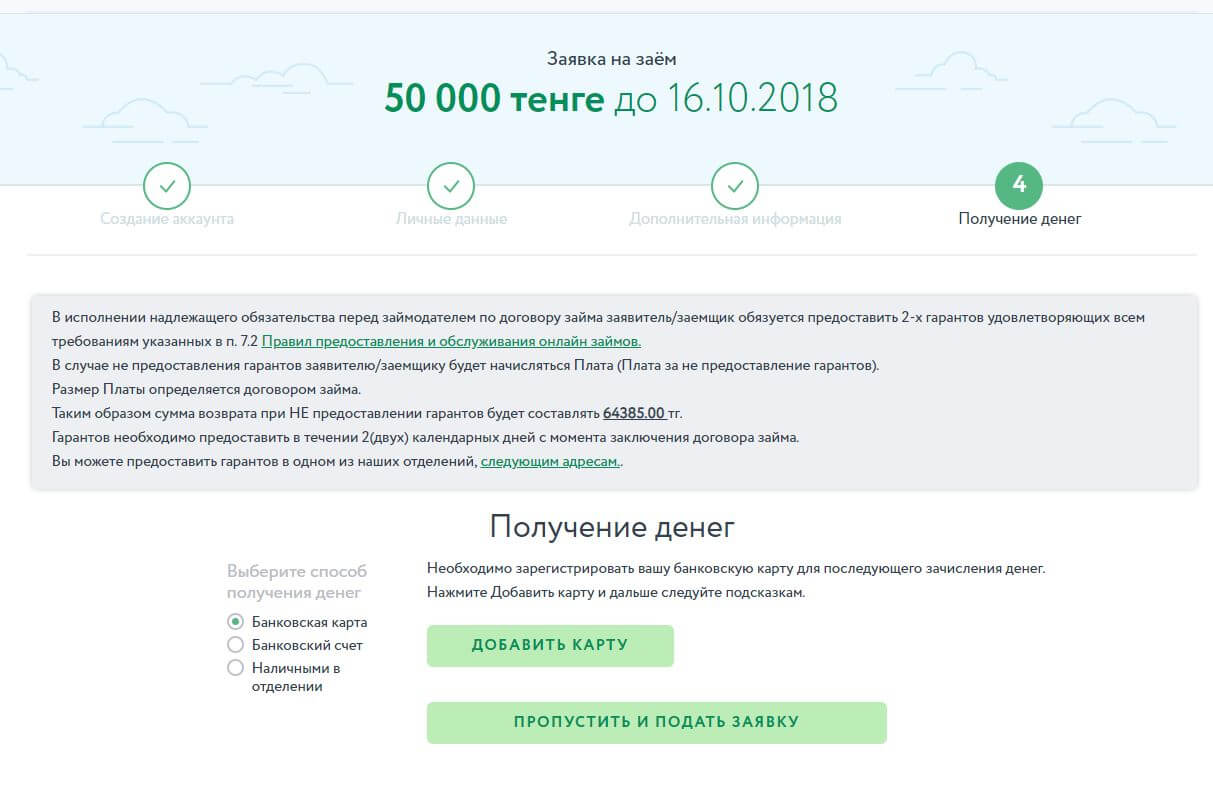 Заявка на заём
50 000 тенге до 16.10.2018
4
Создание аккаунта
Личные данные
Дополнительная информация
Получение денег
В исполнении надлежащего обязательства перед займодателем по договору займа заявитель/заемщик обязуется предоставить 2-х гарантов удовлетворяющих всем
требованиям указанных в п. 7.2 Правил предоставления и обслуживания онлайн займов.
В случае не предоставления гарантов заявителю/заемщику будет начисляться Плата (Плата за не предоставление гарантов).
Размер Платы определяется договором займа.
Таким образом сумма возврата при НЕ предоставлении гарантов будет составлять 64385.00 тг.
Гарантов необходимо предоставить в течении 2(двух) календарных дней с момента заключения договора займа.
Вы можете предоставить гарантов в одном из наших отделений, следующим адресам..
Получение денег
Выберите способ
получения денег
Банковская карта
Банковский счет
Наличными в
отделении
Необходимо зарегистрировать вашу банковскую карту для последующего зачисления денег.
Нажмите Добавить карту и дальше следуйте подсказкам.
ДОБАВИТЬ КАРТУ
ПРОПУСТИТЬ И ПОДАТЬ ЗАЯВКУ